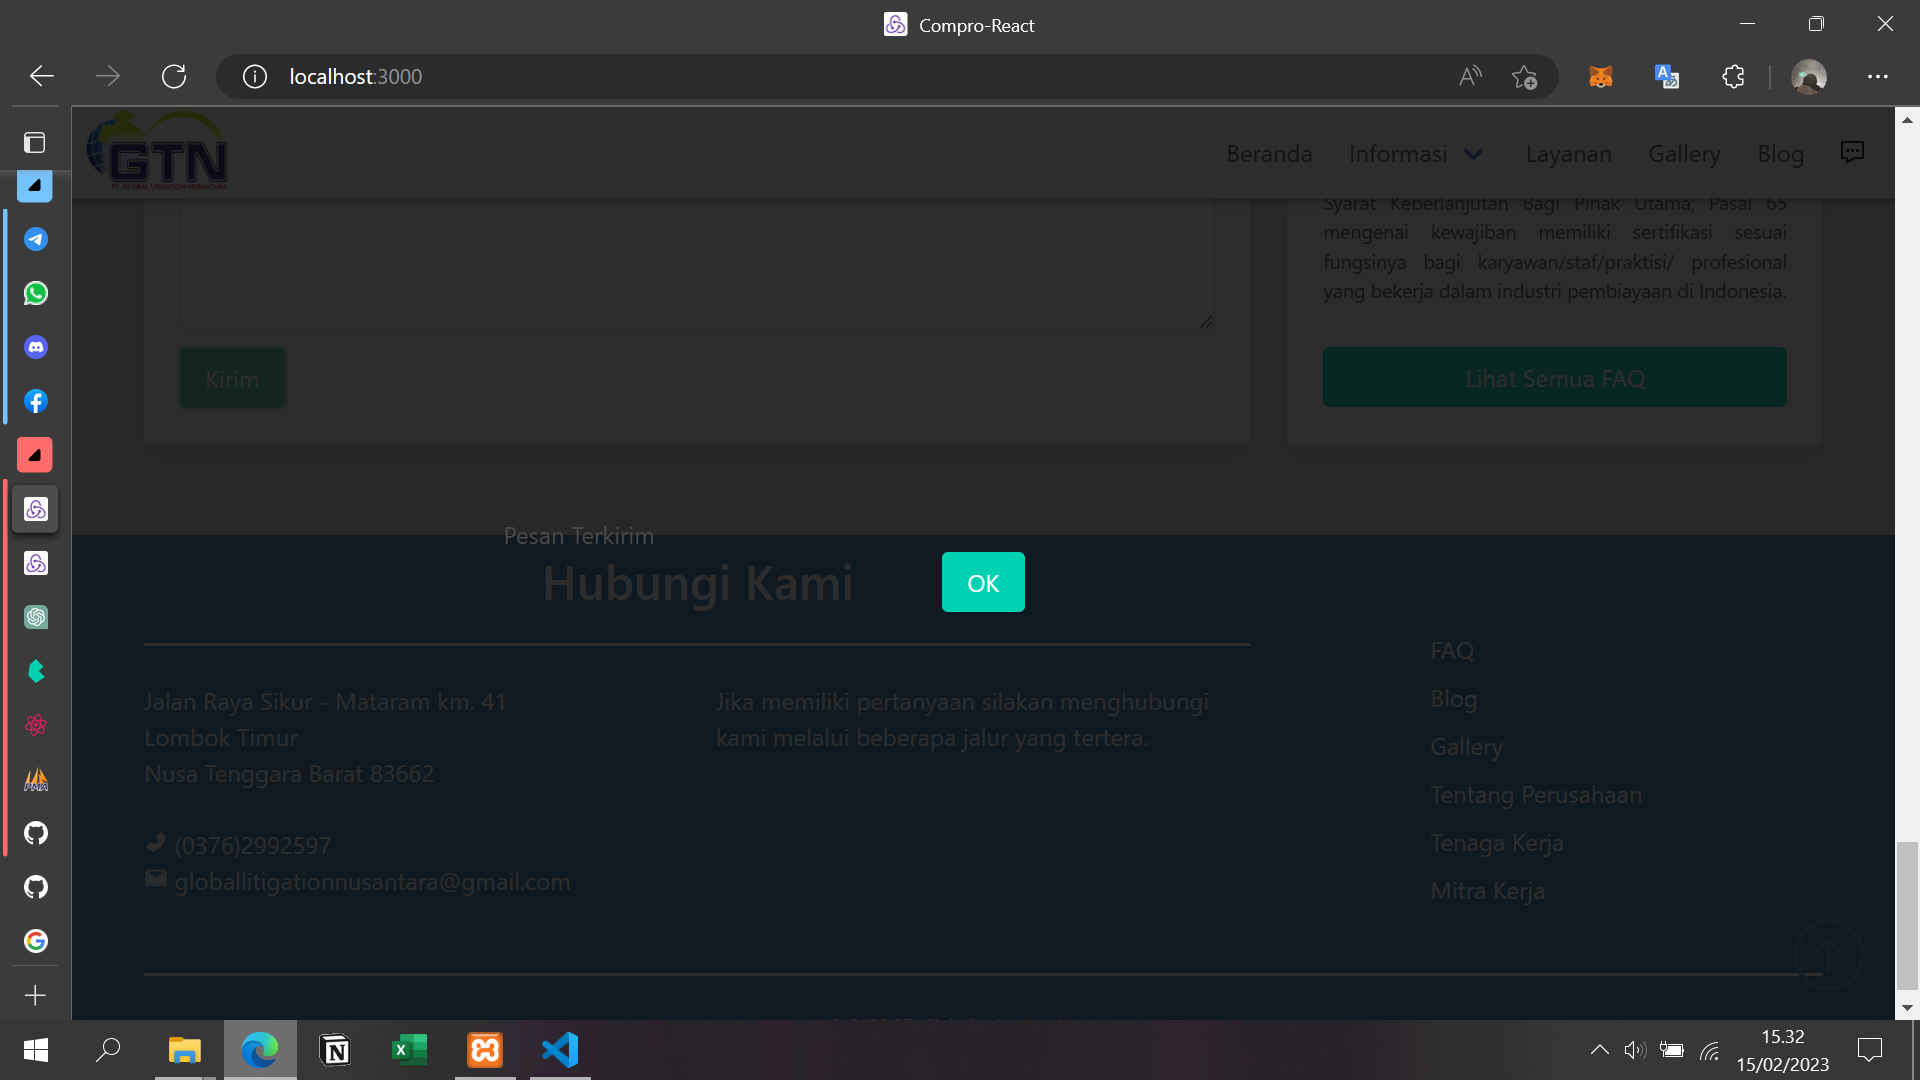 Compro-React
localhost:3000
GTN
PT. GLOBAL LITIGATION NUSANTARA
Beranda
Informasi
Layanan
Gallery
Blog
Syarat Keberlanjutan Bagi Pihak Utama; Pasal 65
mengenai kewajiban memiliki sertifikasi sesuai
fungsinya bagi karyawan/staf/praktisi/ profesional
yang bekerja dalam industri pembiayaan di Indonesia.
Kirim
Lihat Semua FAQ
Pesan Terkirim
OK
Hubungi Kami
Jalan Raya Sikur - Mataram km. 41
Lombok Timur
Nusa Tenggara Barat 83662
(0376)2992597
globallitigationnusantara@gmail.com
Jika memiliki pertanyaan silakan menghubungi
kami melalui beberapa jalur yang tertera.
FAQ
Blog
Gallery
Tentang Perusahaan
Tenaga Kerja
Mitra Kerja
15.32
15/02/2023